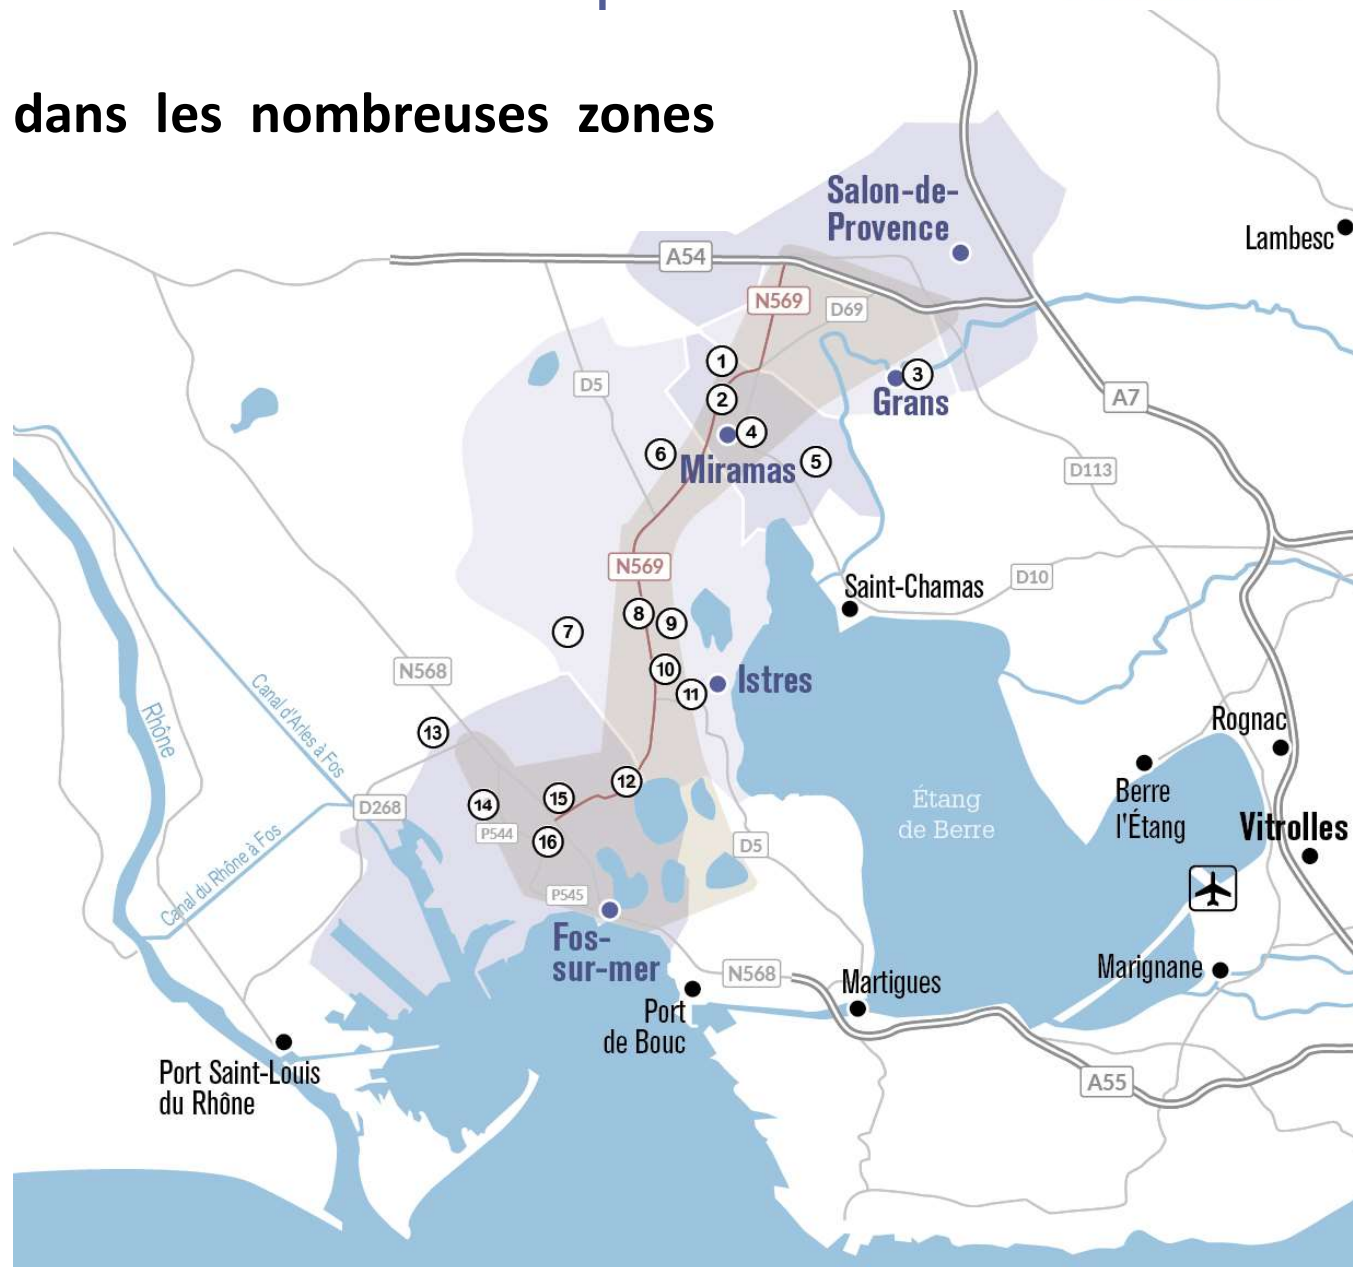 dans les nombreuses zones
Salon-de-
Provence
Lambesc
A54
N569
D69
1
D5
3
2
Grans
A7
4
6
5
Miramas
D113
N569
D10
Saint-Chamas
8
9
7
10
N568
Istres
11
Canal d'Arles à Fos
Rhône
Rognac
13
12
Berre
l'Étang
Étang
de Berre
15
14
D268
P544
16
Vitrolles
D5
Canal du Rhône à Fos
P545
Fos-
sur-mer
N568
Marignane
Martigues
Port
de Bouc
Port Saint-Louis
du Rhône
A55